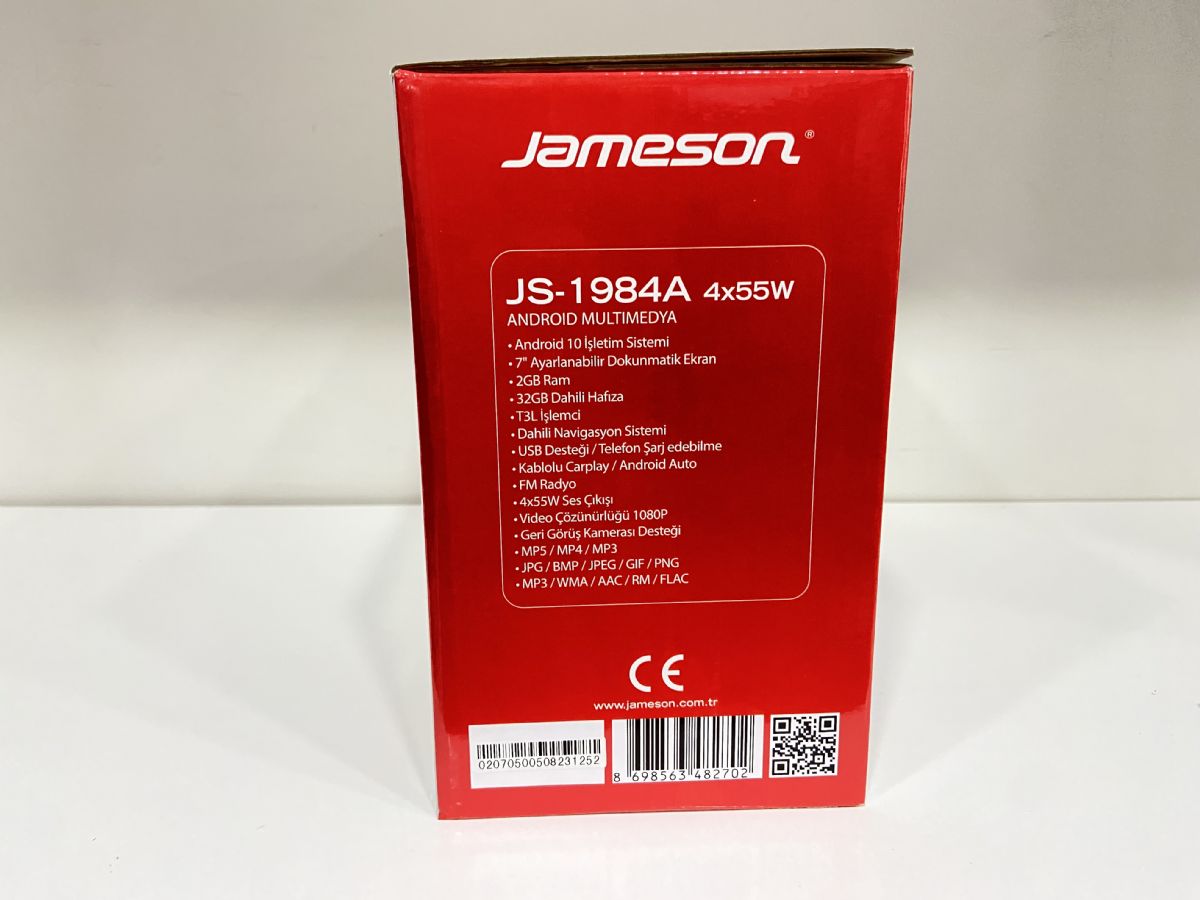 Jameson®
JS-1984A 4x55W
ANDROID MULTIMEDYA
• Android 10 İşletim Sistemi
• 7" Ayarlanabilir Dokunmatik Ekran
• 2GB Ram
• 32GB Dahili Hafıza
• T3L İşlemci
• Dahili Navigasyon Sistemi
• USB Desteği / Telefon Şarj edebilme
• Kablolu Carplay / Android Auto
• FM Radyo
• 4x55W Ses Çıkışı
• Video Çözünürlüğü 1080P
• Geri Görüş Kamerası Desteği
• MP5 / MP4 / MP3
• JPG / BMP / JPEG / GIF / PNG
• MP3 / WMA / AAC / RM / FLAC
CE
www.jameson.com.tr
02070500508231252
8 698563 482702